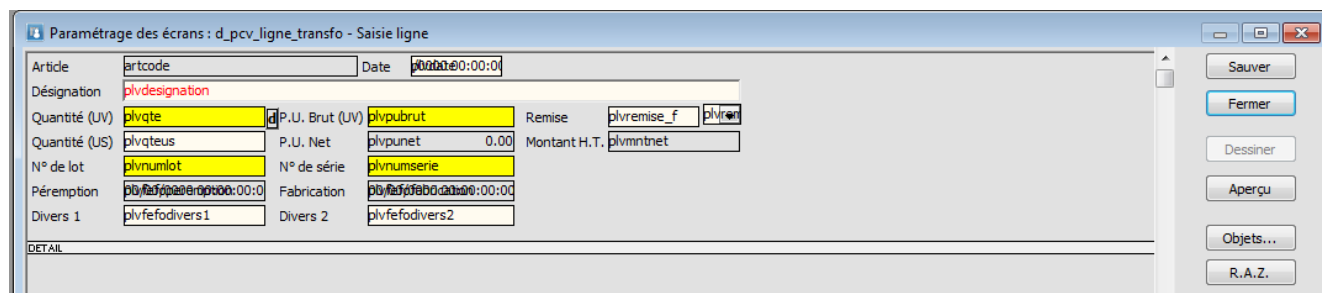 Paramétrage des écrans : d_pcv_ligne_transfo - Saisie ligne
Article artcode Date
Sauver
Désignation plvdesignation
Fermer
Quantité (UV) plvqte d P.U. Brut (UV) plvpubrut Remise plvremise_f plvrem
Quantité (US) plvqteus P.U. Net plvpunet 0.00 Montant H.T. plvmntnet
Dessiner
N° de lot plvnumlot N° de série plvnumserie
Péremption Fabrication
Aperçu
Divers 1 plvfefodivers1 Divers 2 plvfefodivers2
Objets...
DETAIL
R.A.Z.